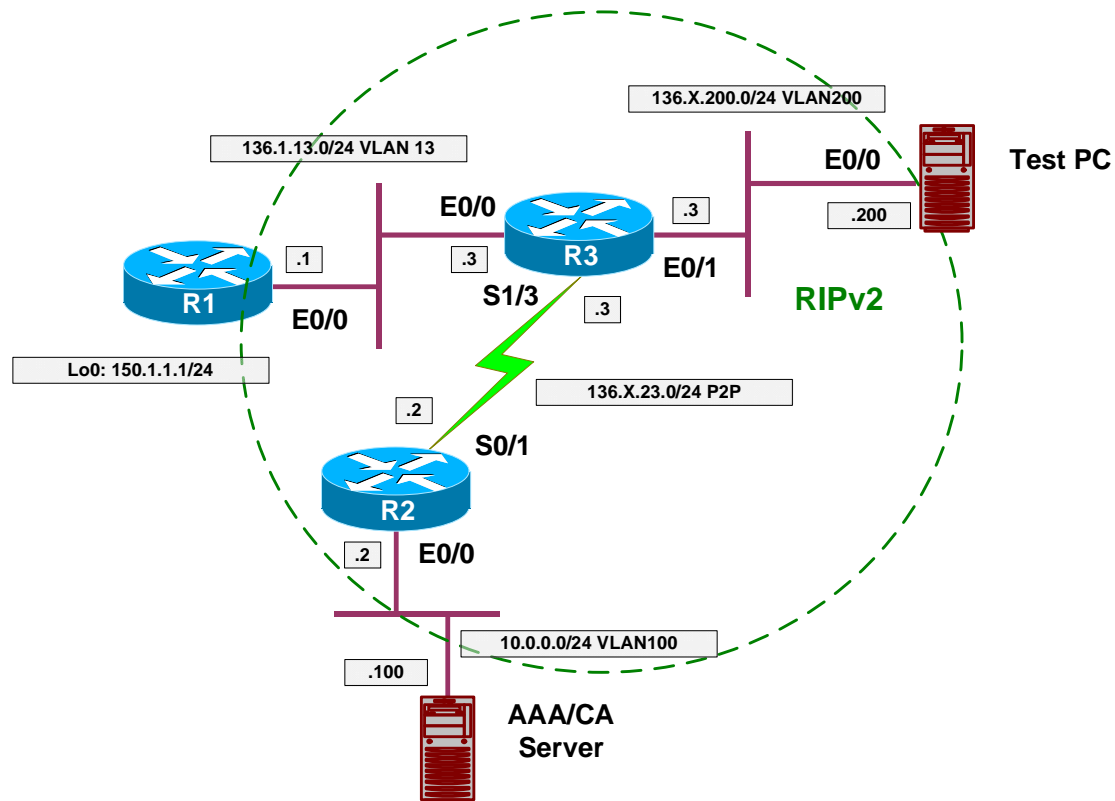 136.X.200.0/24 VLAN200
136.1.13.0/24 VLAN 13
E0/0
Test PC
E0/0
.3
.200
.1
.3
R3
E0/1
R1
S1/3
RIPv2
E0/0
.3
Lo0: 150.1.1.1/24
136.X.23.0/24 P2P
.2
S0/1
R2
.2
E0/0
10.0.0.0/24 VLAN100
.100
AAA/CA
Server